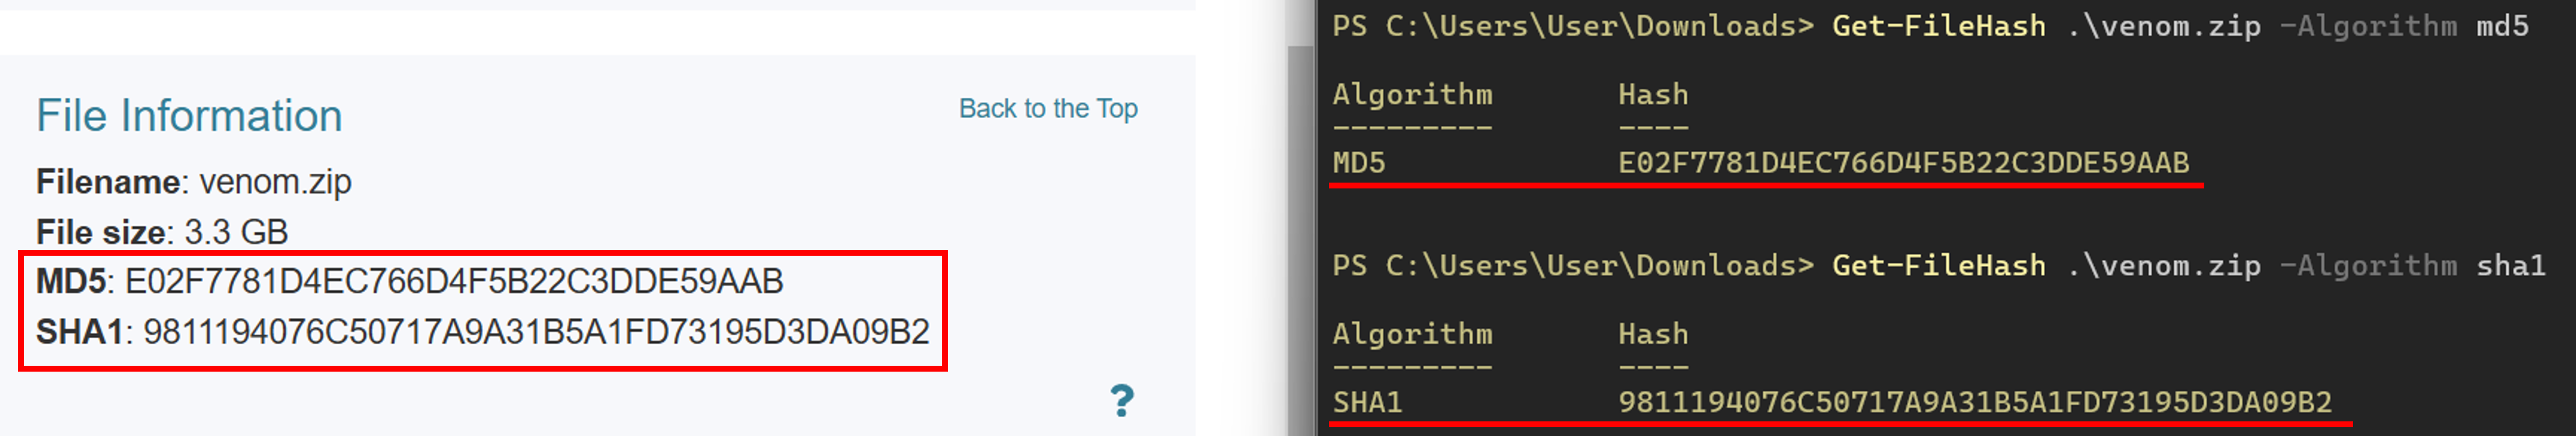 File Information
Back to the Top
Filename: venom.zip
File size: 3.3 GB
MD5: E02F7781D4EC766D4F5B22C3DDE59AAB
SHA1: 9811194076C50717A9A31B5A1FD73195D3DA09B2
?
PS C:\Users\User\Downloads> Get-FileHash .\venom.zip -Algorithm md5
Algorithm Hash
--------- ----
MD5 E02F7781D4EC766D4F5B22C3DDE59AAB
PS C:\Users\User\Downloads> Get-FileHash .\venom.zip -Algorithm sha1
Algorithm Hash
--------- ----
SHA1 9811194076C50717A9A31B5A1FD73195D3DA09B2